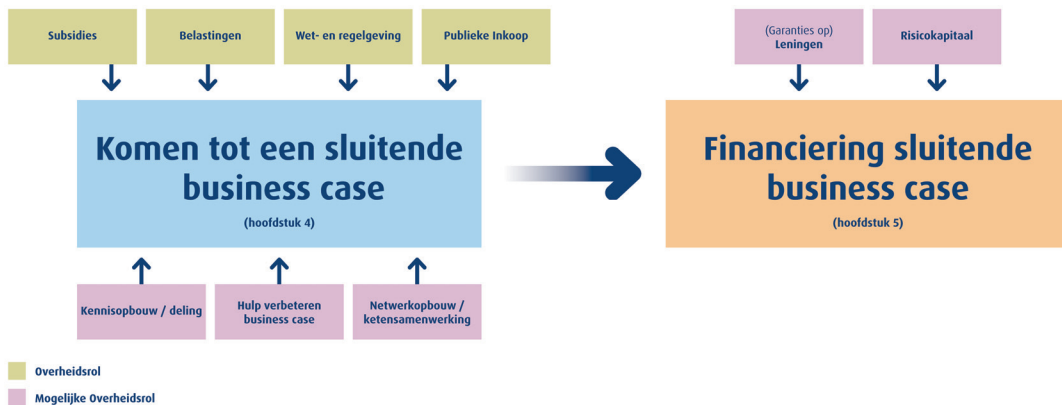 Subsidies
Belastingen
Wet- en regelgeving
Publieke Inkoop
(Garanties op)
Leningen
Risicokapitaal
Komen tot een sluitende
business case
(hoofdstuk 4)
Financiering sluitende
business case
(hoofdstuk 5)
Kennisopbouw / deling
Hulp verbeteren
business case
Netwerkopbouw /
ketensamenwerking
Overheidsrol
Mogelijke Overheidsrol